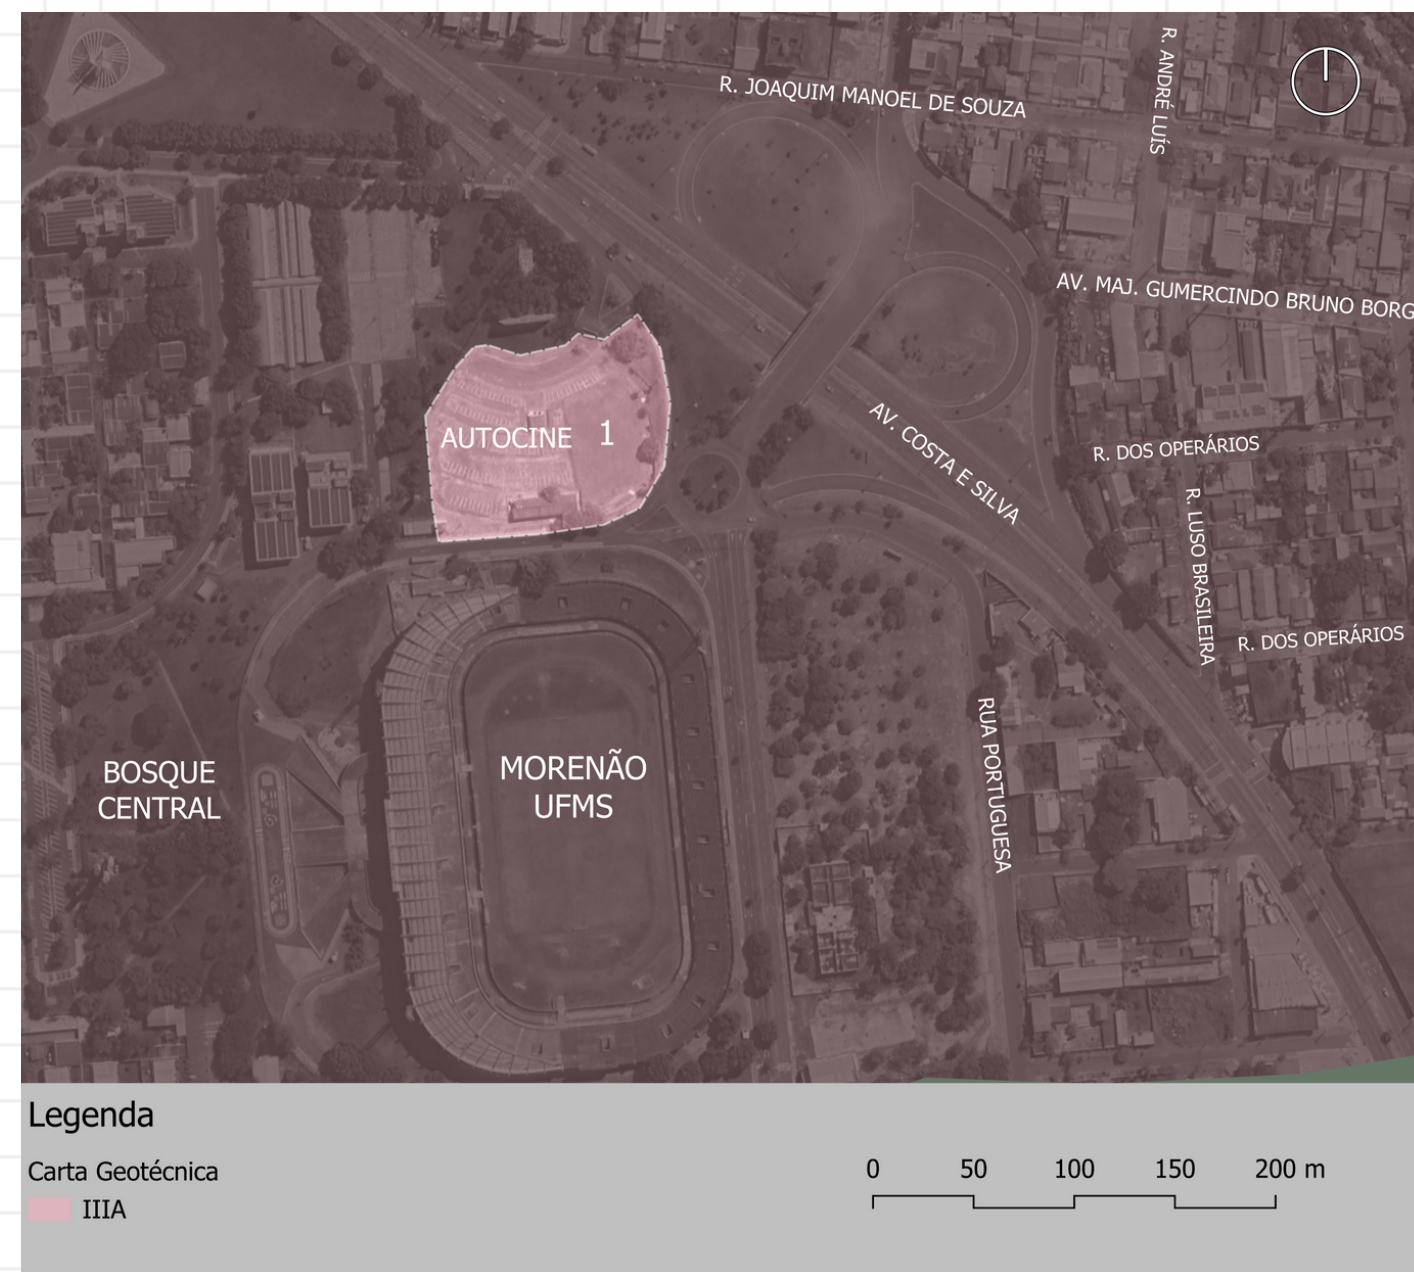 R. JOAQUIM MANOEL DE SOUZA
R. ANDRÉ LUÍS
AV. MAJ. GUMERCINDO BRUNO BORG
AUTOCINE 1
AV. COSTA E SILVA
R. DOS OPERÁRIOS
R. LUSO BRASILEIRA
R. DOS OPERÁRIOS
RUA PORTUGUESA
BOSQUE
CENTRAL
MORENÃO
UFMS
Legenda
Carta Geotécnica
IIIA
0 50 100 150 200 m